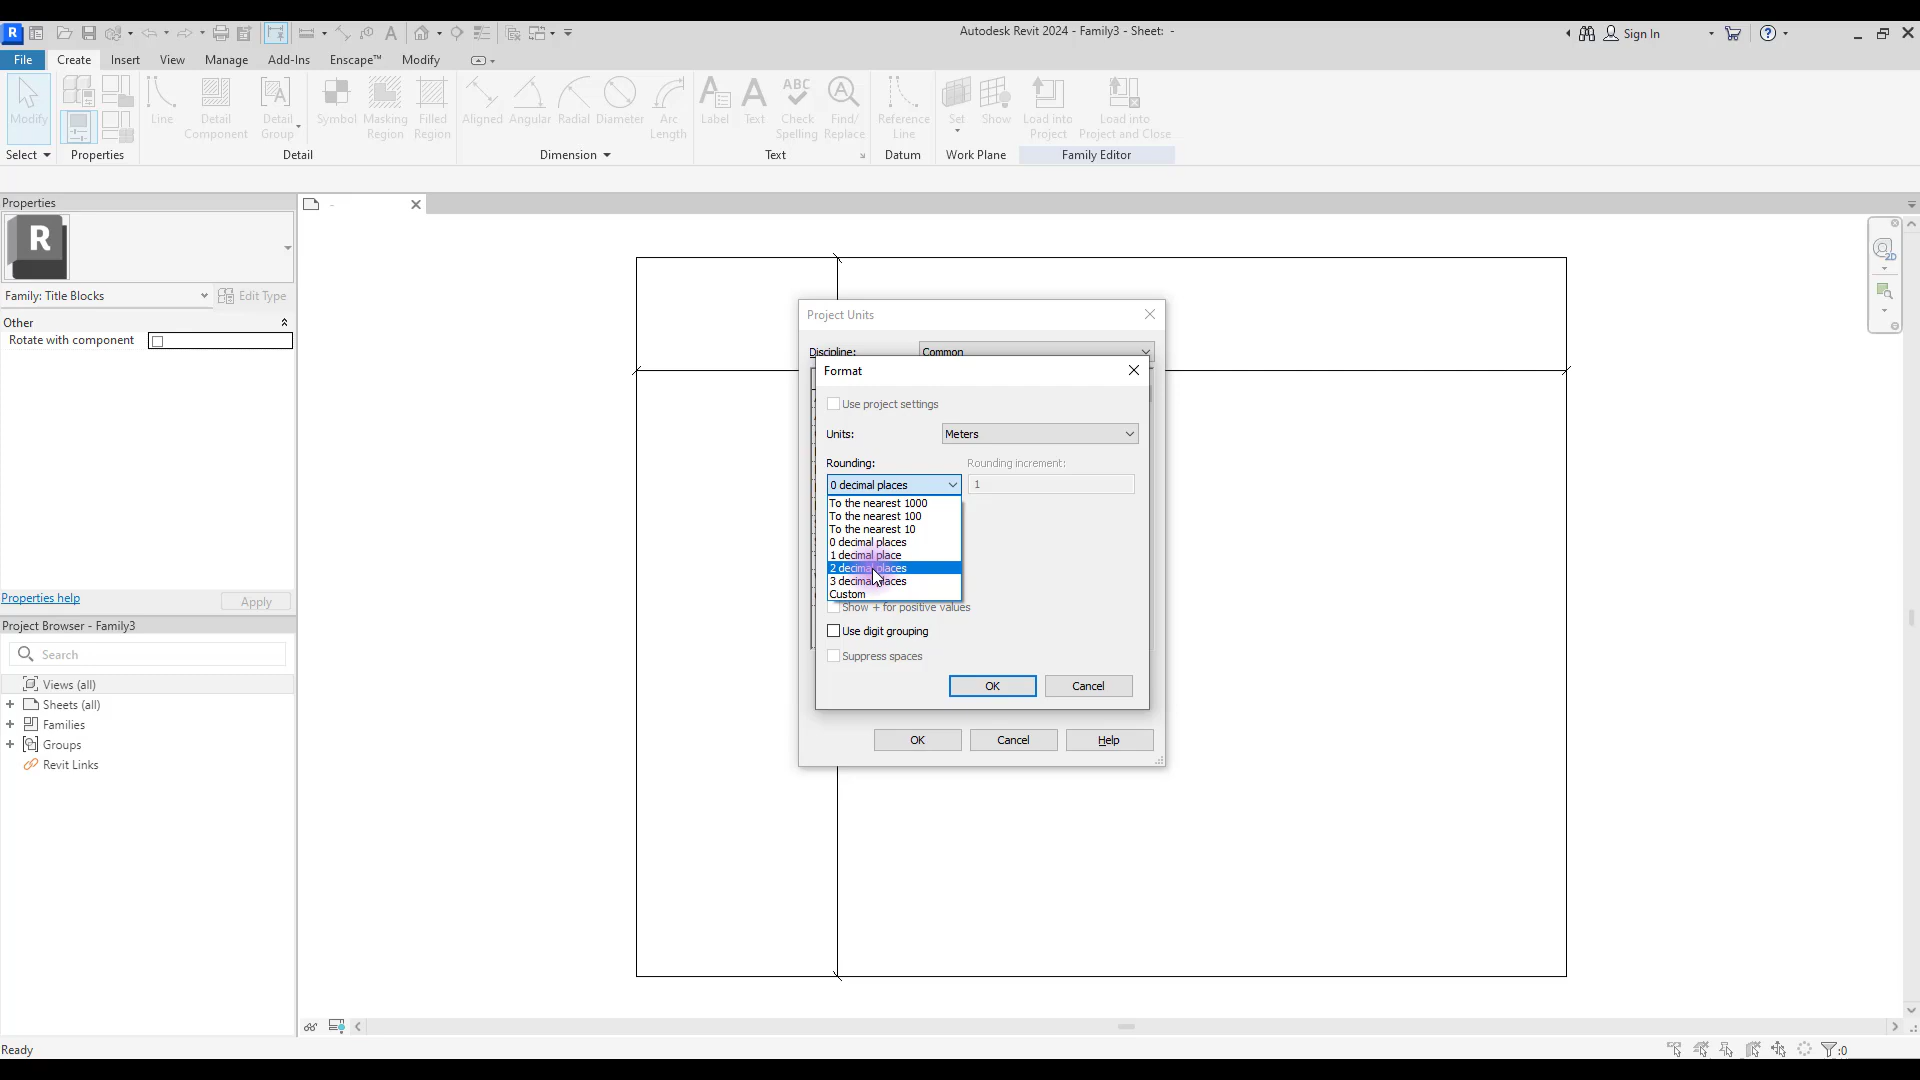 R
Autodesk Revit 2024 - Family3 - Sheet: -
Sign In
File Create Insert View Manage Add-Ins Enscape™ Modify
Modify
Line
Detail Component
Detail Group
Symbol
Masking Region
Filled Region
Aligned
Angular
Radial
Diameter
Arc Length
Label
Text
ABC
Check Spelling
Find/ Replace
Reference Line
Set
Show
Load into Project
Load into Project and Close
Select
Properties
Detail
Dimension
Text
Datum
Work Plane
Family Editor
Properties
-
R
2D
Family: Title Blocks
Edit Type
Other
Rotate with component
Project Units
Discipline:
Common
Format
Use project settings
Units:
Meters
Rounding:
Rounding increment:
0 decimal places
1
To the nearest 1000
To the nearest 100
To the nearest 10
0 decimal places
1 decimal place
2 decimal places
3 decimal places
Custom
Show + for positive values
Use digit grouping
Suppress spaces
OK
Cancel
OK
Cancel
Help
Properties help
Apply
Project Browser - Family3
Search
Views (all)
Sheets (all)
Families
Groups
Revit Links
Ready
:0